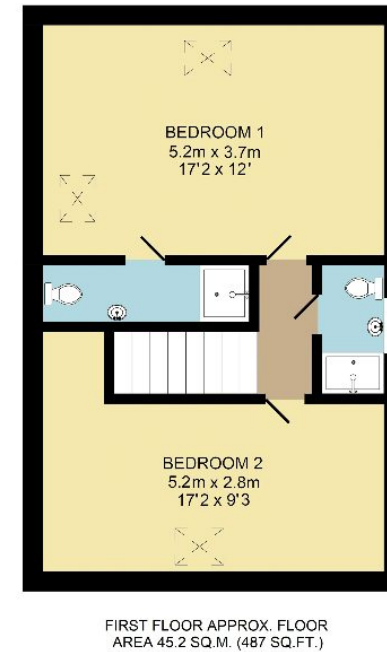 BEDROOM 1
5.2m x 3.7m
17'2 x 12'
BEDROOM 2
5.2m x 2.8m
17'2 x 9'3
FIRST FLOOR APPROX. FLOOR
AREA 45.2 SQ.M. (487 SQ.FT.)